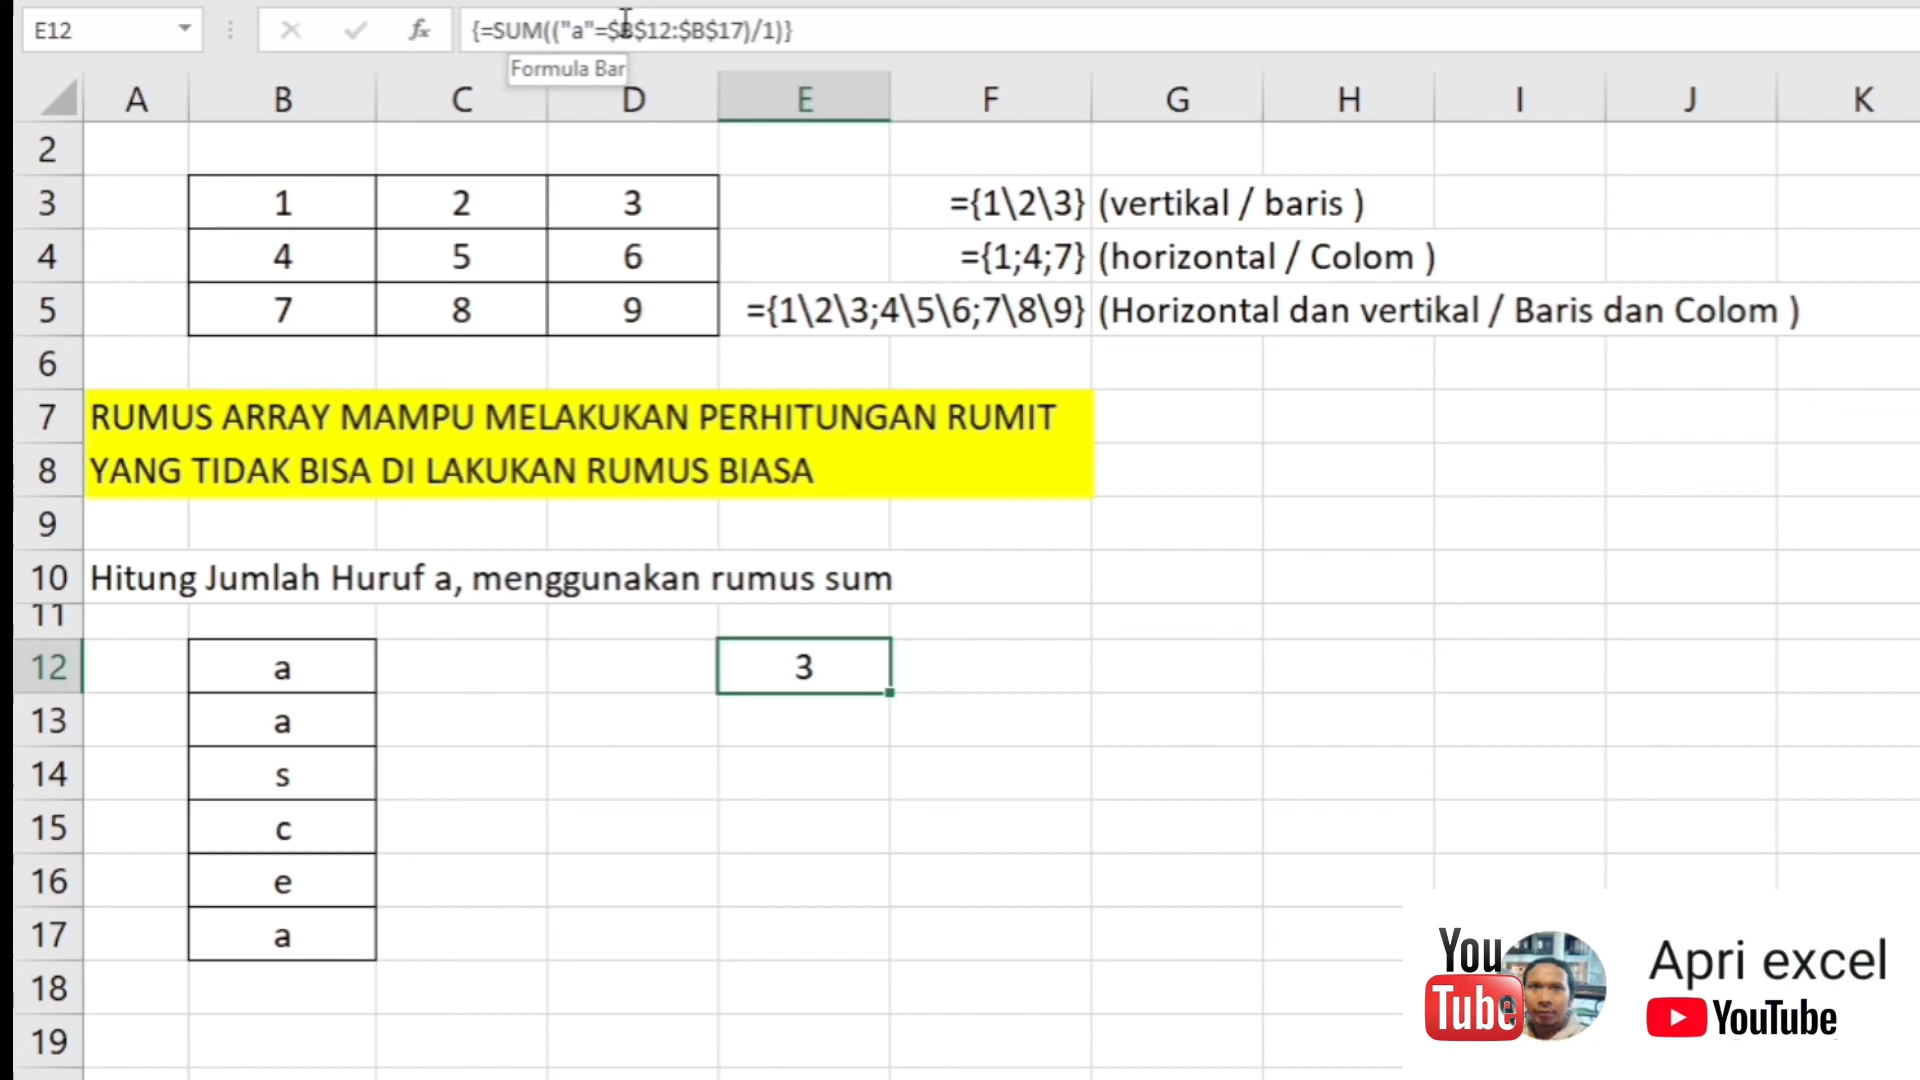 E12 fx {=SUM(("a"=$B$12:$B$17)/1)}
Formula Bar
A B C D E F G H I J K
2
3 1 2 3 ={1\2\3} (vertikal / baris )
4 4 5 6 ={1;4;7} (horizontal / Colom )
5 7 8 9 ={1\2\3;4\5\6;7\8\9} (Horizontal dan vertikal / Baris dan Colom )
6
7 RUMUS ARRAY MAMPU MELAKUKAN PERHITUNGAN RUMIT
8 YANG TIDAK BISA DI LAKUKAN RUMUS BIASA
9
10 Hitung Jumlah Huruf a, menggunakan rumus sum
11
12 a 3
13 a
14 s
15 c
16 e
17 a
18
19
You
Tube
Apri excel
YouTube